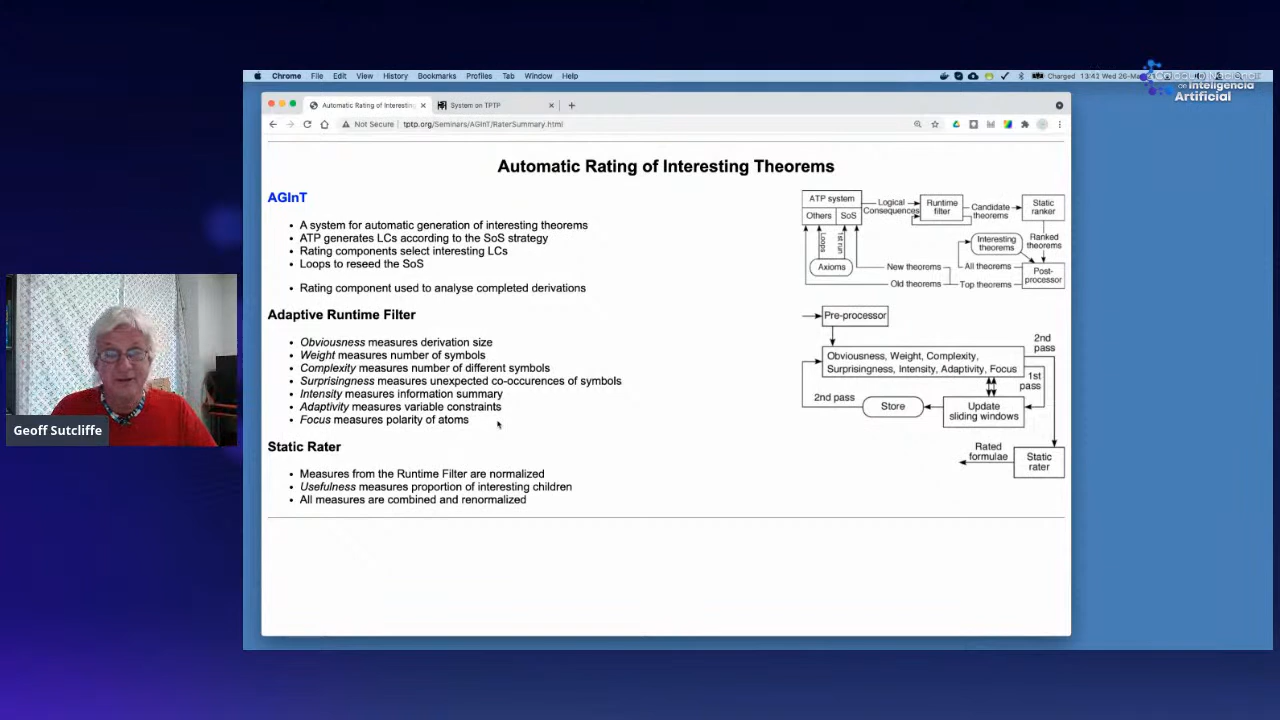 Chrome File Edit View History Bookmarks Profiles Tab Window Help
Charged 13:42 Wed 26-Ma
Inteligencia
Artificial
Automatic Rating of Interesting
System on TPTP
Not Secure tptp.org/Seminars/AGInT/RaterSummary.html
Automatic Rating of Interesting Theorems
AGInT
• A system for automatic generation of interesting theorems
• ATP generates LCs according to the SoS strategy
• Rating components select interesting LCs
• Loops to reseed the SoS
• Rating component used to analyse completed derivations
Adaptive Runtime Filter
• Obviousness measures derivation size
• Weight measures number of symbols
• Complexity measures number of different symbols
• Surprisingness measures unexpected co-occurences of symbols
• Intensity measures information summary
• Adaptivity measures variable constraints
• Focus measures polarity of atoms
Static Rater
• Measures from the Runtime Filter are normalized
• Usefulness measures proportion of interesting children
• All measures are combined and renormalized
ATP system
Others SoS
Logical
Consequences
Runtime
filter
Candidate
theorems
Static
ranker
Loops
1st run
Axioms
Interesting
theorems
Ranked
theorems
New theorems
All theorems
Post-
processor
Old theorems
Top theorems
Pre-processor
2nd
pass
Obviousness, Weight, Complexity,
Surprisingness, Intensity, Adaptivity, Focus
1st
pass
2nd pass
Store
Update
sliding windows
Rated
formulae
Static
rater
Geoff Sutcliffe